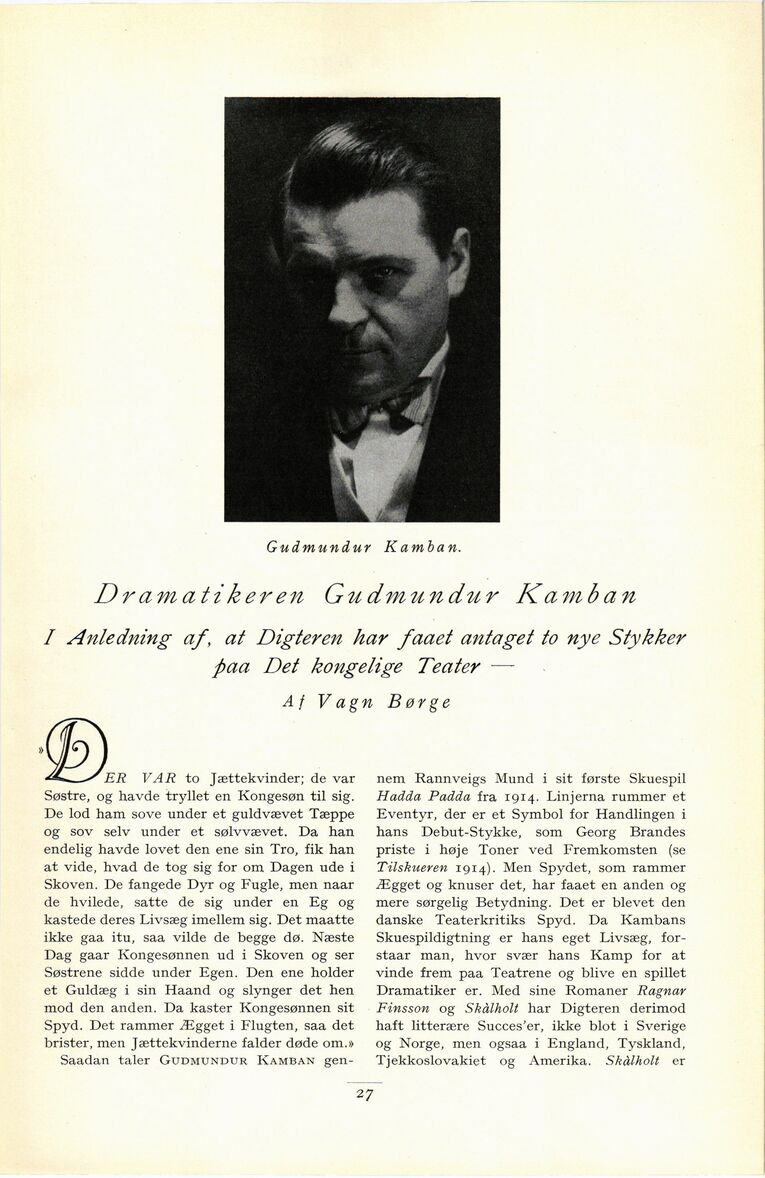 Gudmundur Kamban.
Dramatikeren Gudmundur Kamban
I Anledning af, at Digteren har faaet antaget to nye Stykker
paa Det kongelige Teater —
Af Vagn Børge
»DER VAR to Jættekvinder; de var
Søstre, og havde tryllet en Kongesøn til sig.
De lod ham sove under et guldvævet Tæppe
og sov selv under et sølvvævet. Da han
endelig havde lovet den ene sin Tro, fik han
at vide, hvad de tog sig for om Dagen ude i
Skoven. De fangede Dyr og Fugle, men naar
de hvilede, satte de sig under en Eg og
kastede deres Livsæg imellem sig. Det maatte
ikke gaa itu, saa vilde de begge dø. Næste
Dag gaar Kongesønnen ud i Skoven og ser
Søstrene sidde under Egen. Den ene holder
et Guldæg i sin Haand og slynger det hen
mod den anden. Da kaster Kongesønnen sit
Spyd. Det rammer Ægget i Flugten, saa det
brister, men Jættekvinderne falder døde om.»
Saadan taler GUDMUNDUR KAMBAN gen-
nem Rannveigs Mund i sit første Skuespil
Hadda Padda fra 1914. Linjerna rummer et
Eventyr, der er et Symbol for Handlingen i
hans Debut-Stykke, som Georg Brandes
priste i høje Toner ved Fremkomsten (se
Tilskueren 1914). Men Spydet, som rammer
Ægget og knuser det, har faaet en anden og
mere sørgelig Betydning. Det er blevet den
danske Teaterkritiks Spyd. Da Kambans
Skuespildigtning er hans eget Livsæg, for-
staar man, hvor svær hans Kamp for at
vinde frem paa Teatrene og blive en spillet
Dramatiker er. Med sine Romaner Ragnar
Finsson og Skàlholt har Digteren derimod
haft litterære Succes'er, ikke blot i Sverige
og Norge, men ogsaa i England, Tyskland,
Tjekkoslovakiet og Amerika. Skàlholt er
27